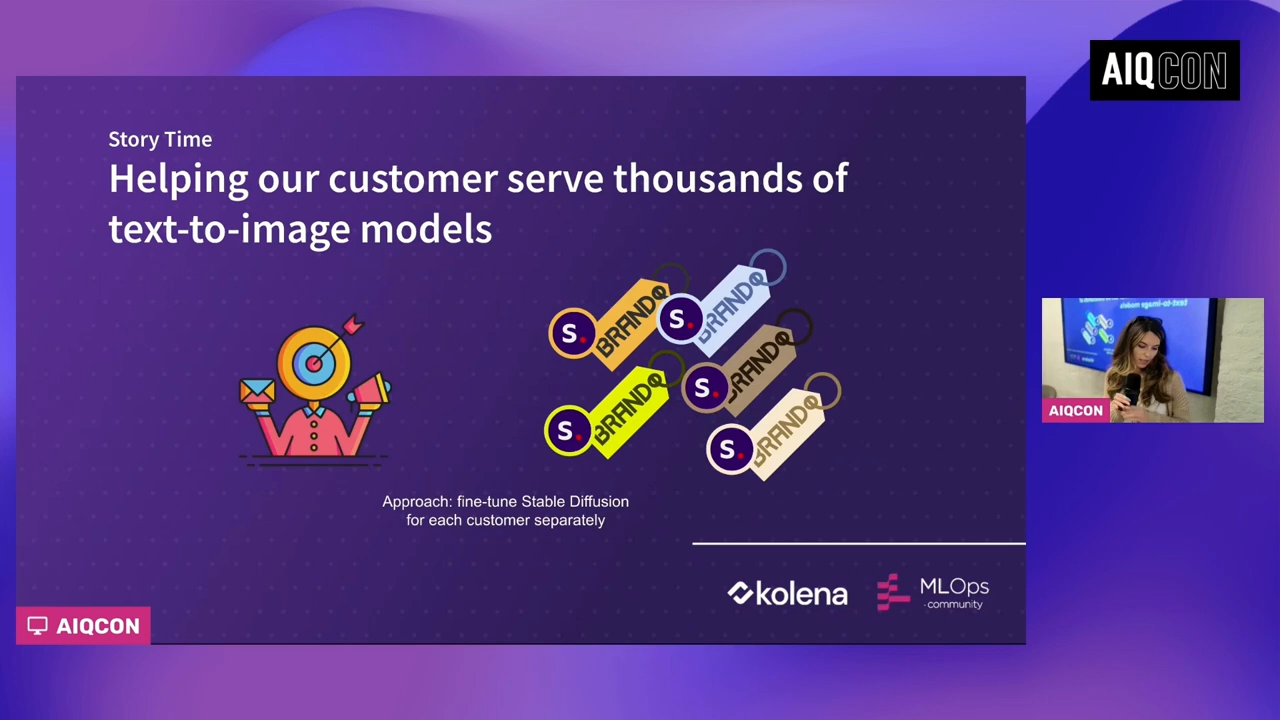 AIQCON
Story Time
Helping our customer serve thousands of
text-to-image models
S.
BRAND
S.
BRAND
S.
BRAND
S.
BRAND
S.
BRAND
Approach: fine-tune Stable Diffusion
for each customer separately
kolena
MLOps
.community
AIQCON
AIQCON